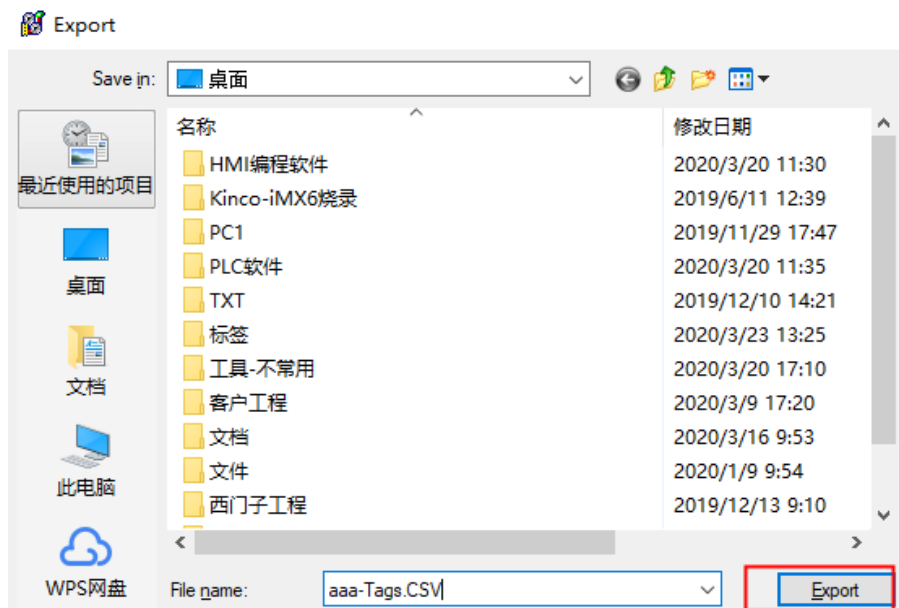 Export
Save in: 桌面
名称 修改日期
最近使用的项目
桌面
文档
此电脑
WPS网盘
HMI编程软件 2020/3/20 11:30
Kinco-iMX6烧录 2019/6/11 12:39
PC1 2019/11/29 17:47
PLC软件 2020/3/20 11:35
TXT 2019/12/10 14:21
标签 2020/3/23 13:25
工具-不常用 2020/3/20 17:10
客户工程 2020/3/9 17:20
文档 2020/3/16 9:53
文件 2020/1/9 9:54
西门子工程 2019/12/13 9:10
File name: aaa-Tags.CSV Export